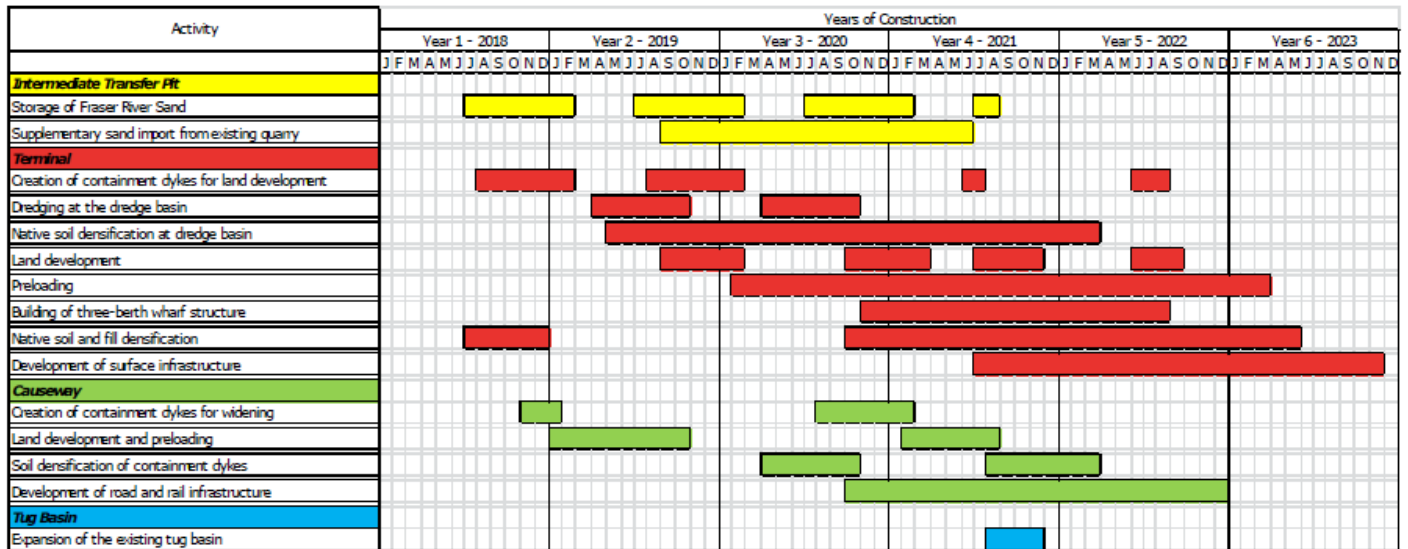 Years of Construction
Activity
Year 1 - 2018 Year 2 - 2019 Year 3 - 2020 Year 4 - 2021 Year 5 - 2022 Year 6 - 2023
J F M A M J J A S O N D J F M A M J J A S O N D J F M A M J J A S O N D J F M A M J J A S O N D J F M A M J J A S O N D J F M A M J J A S O N D
Intermediate Transfer Pit
Storage of Fraser River Sand
Supplementary sand import from existing quarry
Terminal
Creation of containment dykes for land development
Dredging at the dredge basin
Native soil densification at dredge basin
Land development
Preloading
Building of three-berth wharf structure
Native soil and fill densification
Development of surface infrastructure
Causeway
Creation of containment dykes for widening
Land development and preloading
Soil densification of containment dykes
Development of road and rail infrastructure
Tug Basin
Expansion of the existing tug basin